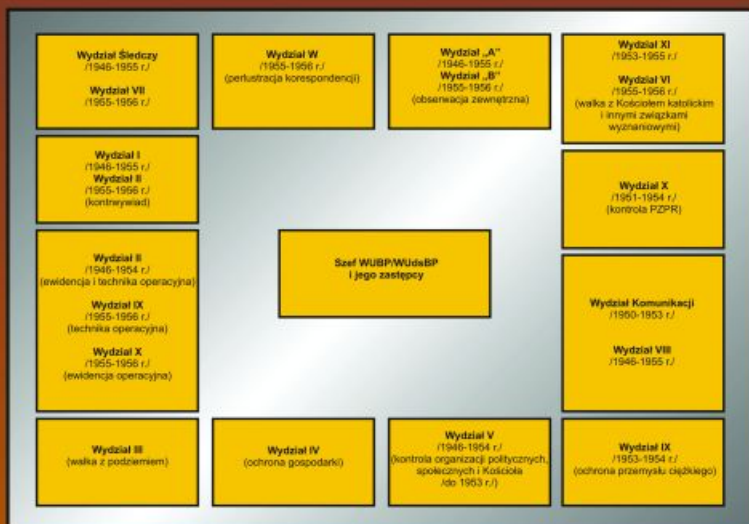 Wydział Śledczy
/1946-1955 r./
Wydział VII
/1955-1956 r./
Wydział W
/1955-1956 r./
(perlustracja korespondencji)
Wydział „A”
/1946-1955 r./
Wydział „B”
/1955-1956 r./
(obserwacja zewnętrzna)
Wydział XI
/1953-1955 r./
Wydział VI
/1955-1956 r./
(walka z Kościołem katolickim
i innymi związkami
wyznaniowymi)
Wydział I
/1946-1955 r./
Wydział II
/1955-1956 r./
(kontrwywiad)
Wydział X
/1951-1954 r./
(kontrola PZPR)
Wydział II
/1946-1954 r./
(ewidencja i technika operacyjna)
Wydział IX
/1955-1956 r./
(technika operacyjna)
Wydział X
/1955-1956 r./
(ewidencja operacyjna)
Szef WUBP/WUdsBP
i jego zastępcy
Wydział Komunikacji
/1950-1953 r./
Wydział VIII
/1946-1955 r./
Wydział III
(walka z podziemiem)
Wydział IV
(ochrona gospodarki)
Wydział V
/1946-1954 r./
(kontrola organizacji politycznych,
społecznych i Kościoła
/do 1953 r./)
Wydział IX
/1953-1954 r./
(ochrona przemysłu ciężkiego)